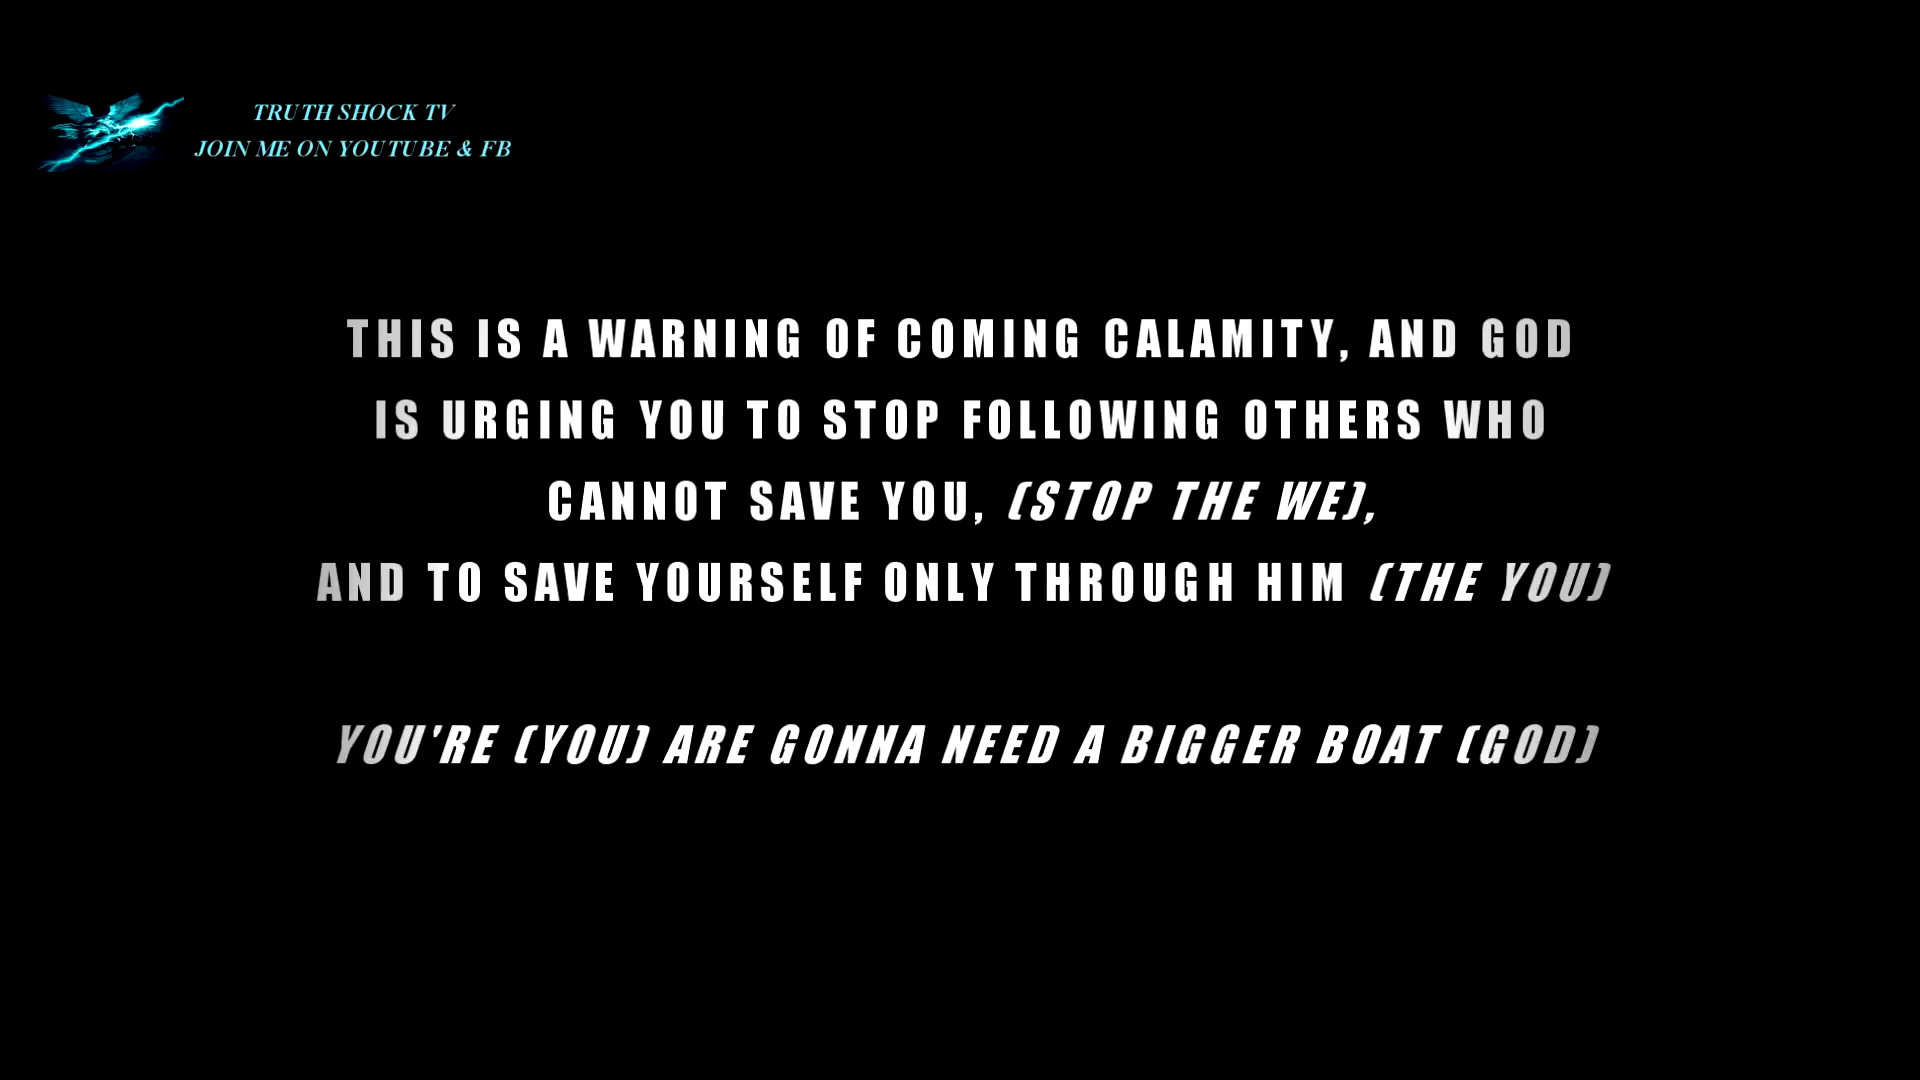 TRUTH SHOCK TV
JOIN ME ON YOUTUBE & FB
THIS IS A WARNING OF COMING CALAMITY, AND GOD
IS URGING YOU TO STOP FOLLOWING OTHERS WHO
CANNOT SAVE YOU, (STOP THE WE),
AND TO SAVE YOURSELF ONLY THROUGH HIM (THE YOU)
YOU'RE (YOU) ARE GONNA NEED A BIGGER BOAT (GOD)